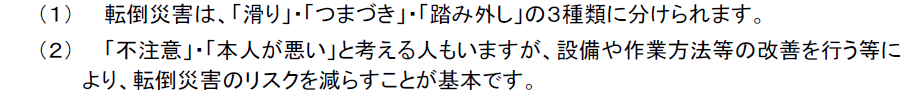 （１）　転倒災害は、「滑り」・「つまづき」・「踏み外し」の３種類に分けられます。
（２）　「不注意」・「本人が悪い」と考える人もいますが、設備や作業方法等の改善を行う等に
より、転倒災害のリスクを減らすことが基本です。